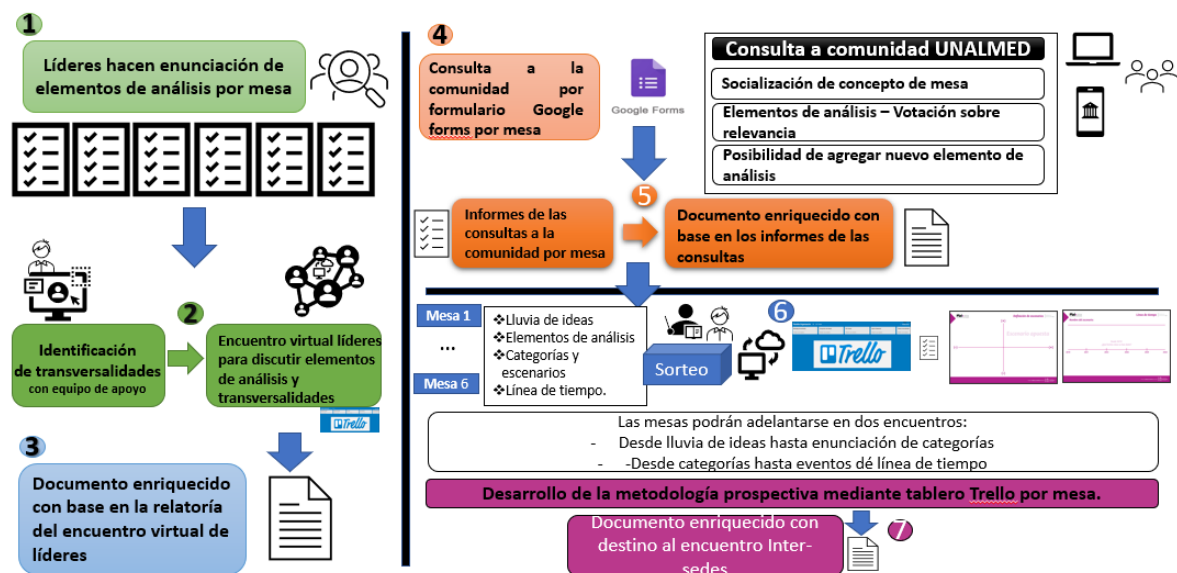 1
Líderes hacen enunciación de
elementos de análisis por mesa
2
Identificación
de transversalidades
con equipo de apoyo
Encuentro virtual líderes
para discutir elementos
de análisis y
transversalidades
Trello
3
Documento enriquecido
con base en la relatoría
del encuentro virtual de
líderes
4
Consulta a la
comunidad por
formulario Google
forms por mesa
Google Forms
Consulta a comunidad UNALMED
Socialización de concepto de mesa
Elementos de análisis – Votación sobre
relevancia
Posibilidad de agregar nuevo elemento de
análisis
5
Informes de las
consultas a la
comunidad por mesa
Documento enriquecido con
base en los informes de las
consultas
Mesa 1
...
Mesa 6
❖Lluvia de ideas
❖Elementos de análisis
❖Categorías y
escenarios
❖Línea de tiempo.
Sorteo
6
Trello
Las mesas podrán adelantarse en dos encuentros:
- Desde lluvia de ideas hasta enunciación de categorías
- -Desde categorías hasta eventos dé línea de tiempo
Desarrollo de la metodología prospectiva mediante tablero Trello por mesa.
7
Documento enriquecido con
destino al encuentro Inter-
sedes